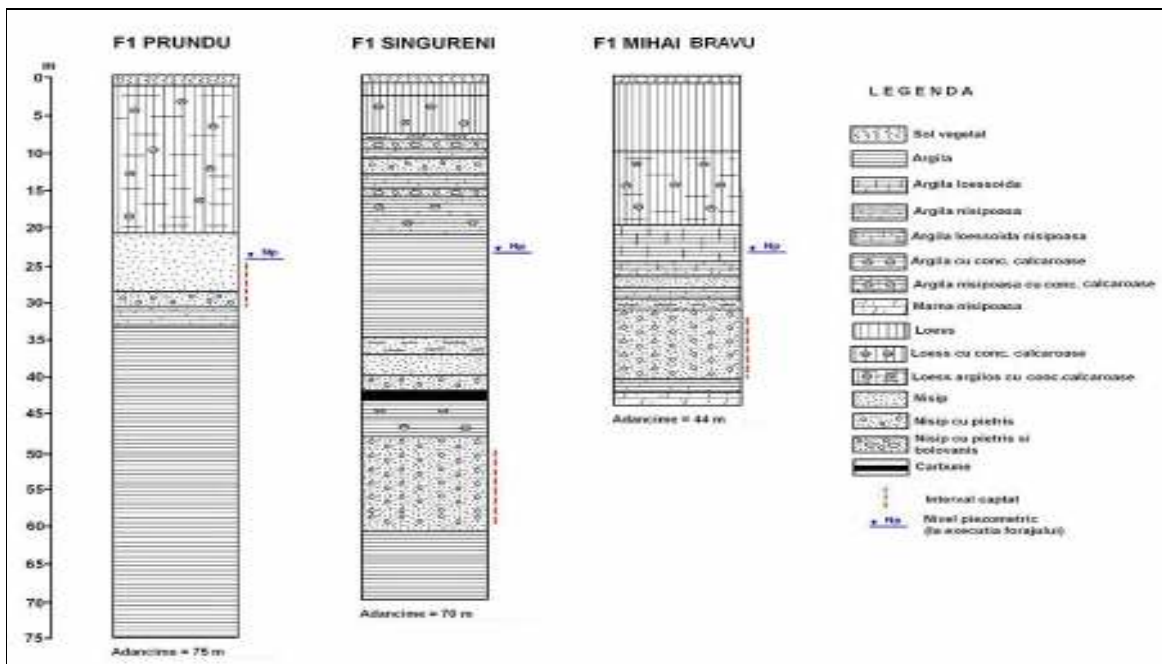 F1 PRUNDU
F1 SINGURENI
F1 MIHAI BRAVU
m
0
5
10
15
20
25
30
35
40
45
50
55
60
65
70
75
Np
Np
Np
Adancime = 75 m
Adancime = 70 m
Adancime = 44 m
LEGENDA
Sol vegetal
Argila
Argila loessoida
Argila nisipoasa
Argila loessoida nisipoasa
Argila cu conc. calcaroase
Argila nisipoasa cu conc. calcaroase
Marna nisipoasa
Loess
Loess cu conc. calcaroase
Loess argilos cu conc.calcaroase
Nisip
Nisip cu pietris
Nisip cu pietris si
bolovanis
Carbune
Interval captat
Np
Nivel piezometric
(la executia forajului)